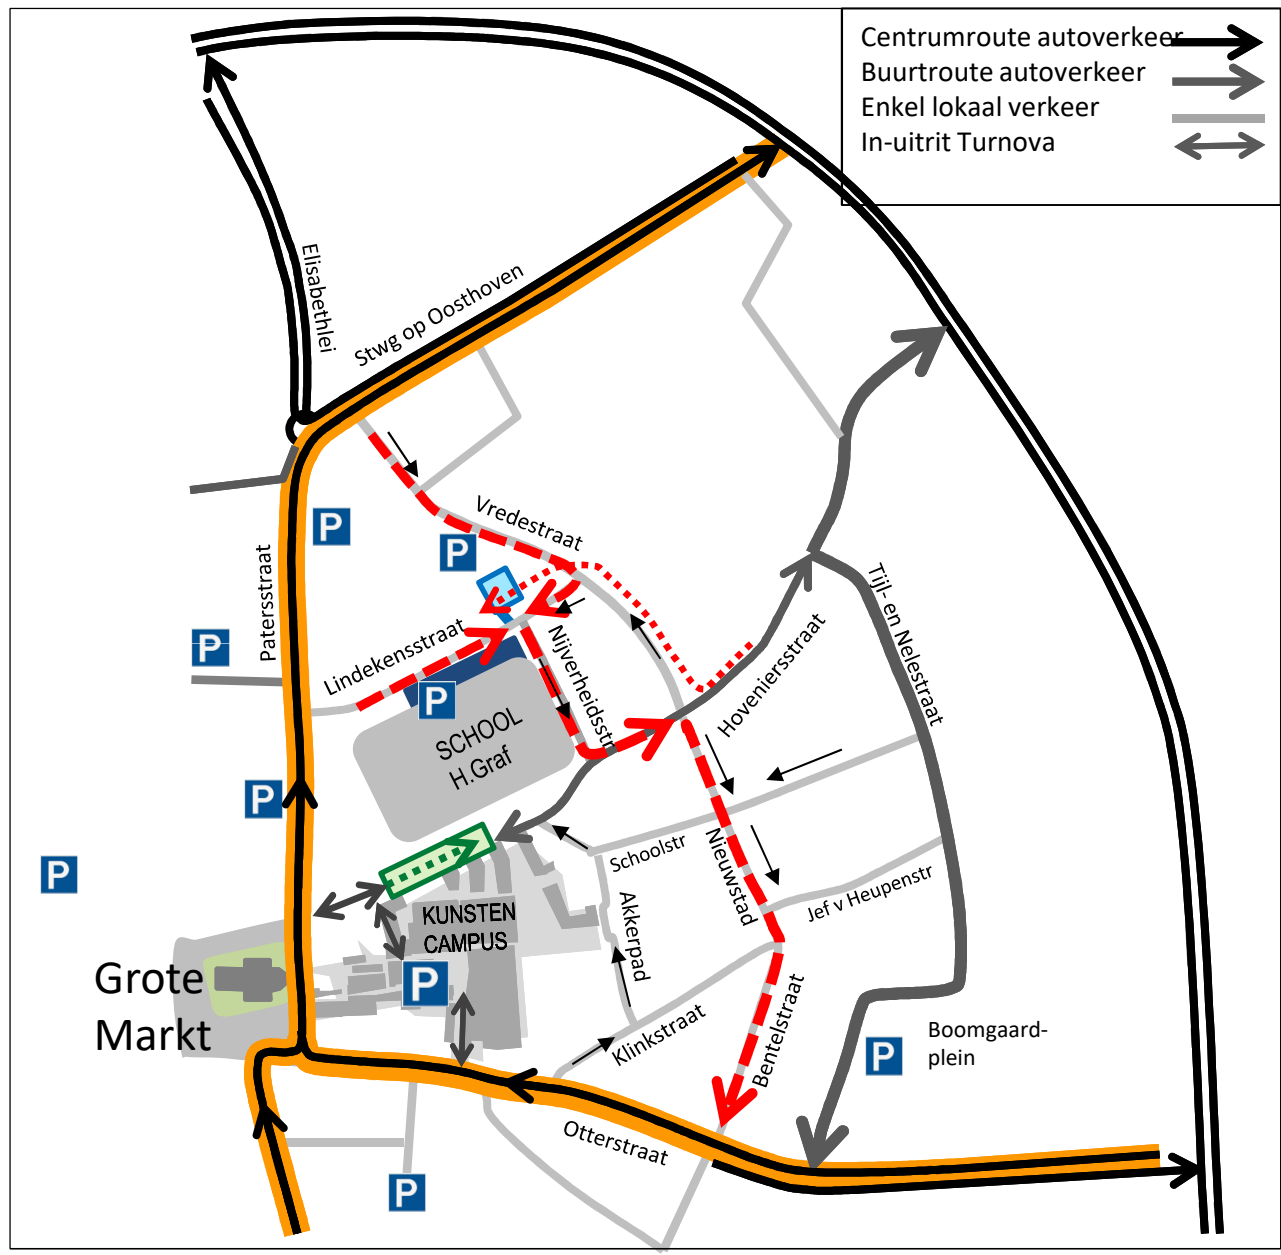 Centrumroute autoverkeer
Buurtroute autoverkeer
Enkel lokaal verkeer
In-uitrit Turnova
Elisabethlei
Stwg op Oosthoven
Vredestraat
P
P
Patersstraat
Tijl- en Nelestraat
P
Lindekensstraat
Nijverheidsstr
Hoveniersstraat
P
SCHOOL
H.Graf
P
Schoolstr
Nieuwstad
P
Jef v Heupenstr
Akkerpad
KUNSTEN
CAMPUS
P
Grote
Markt
Klinkstraat
Bentelstraat
P
Boomgaard-
plein
Otterstraat
P